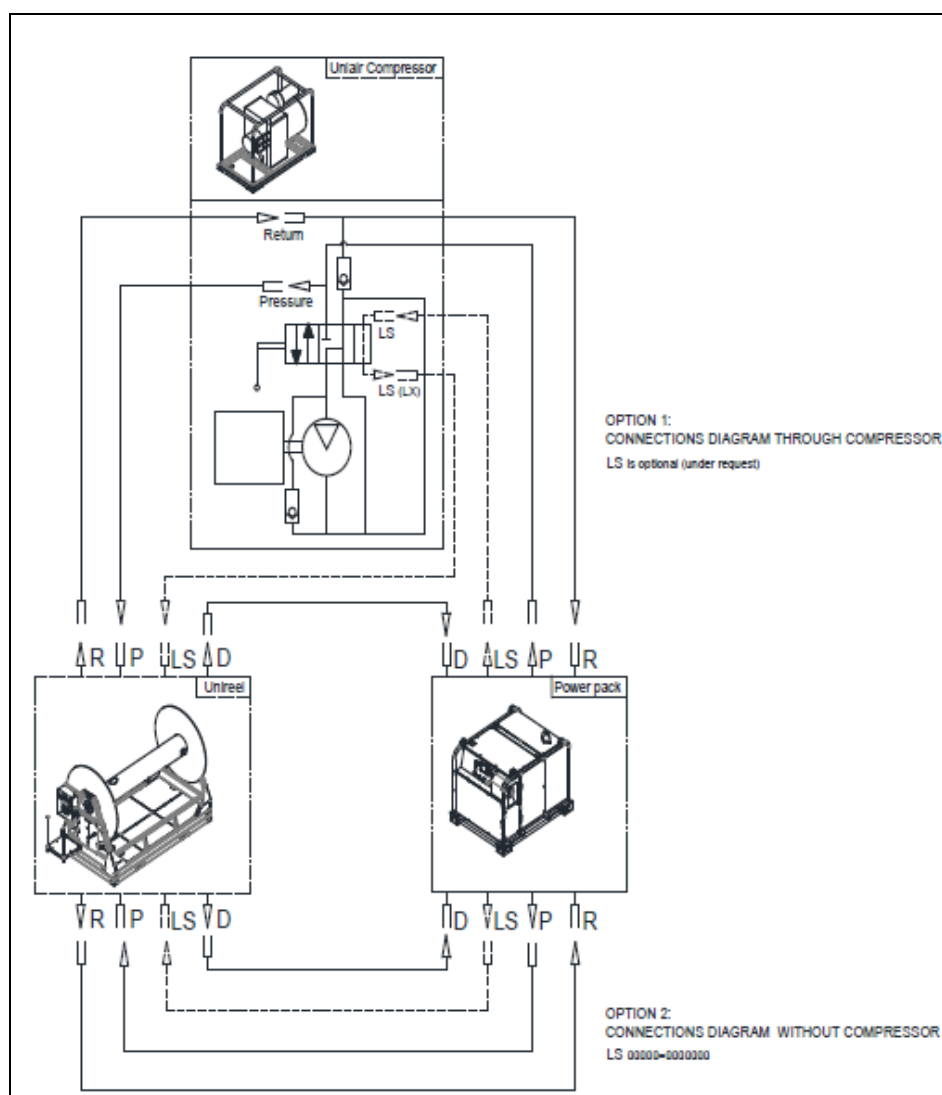 Uniair Compressor
Return
Pressure
LS
LS (LX)
OPTION 1:
CONNECTIONS DIAGRAM THROUGH COMPRESSOR
LS is optional (under request)
R P LS D
D LS P R
Unireel
Power pack
R P LS D
D LS P R
OPTION 2:
CONNECTIONS DIAGRAM WITHOUT COMPRESSOR
LS